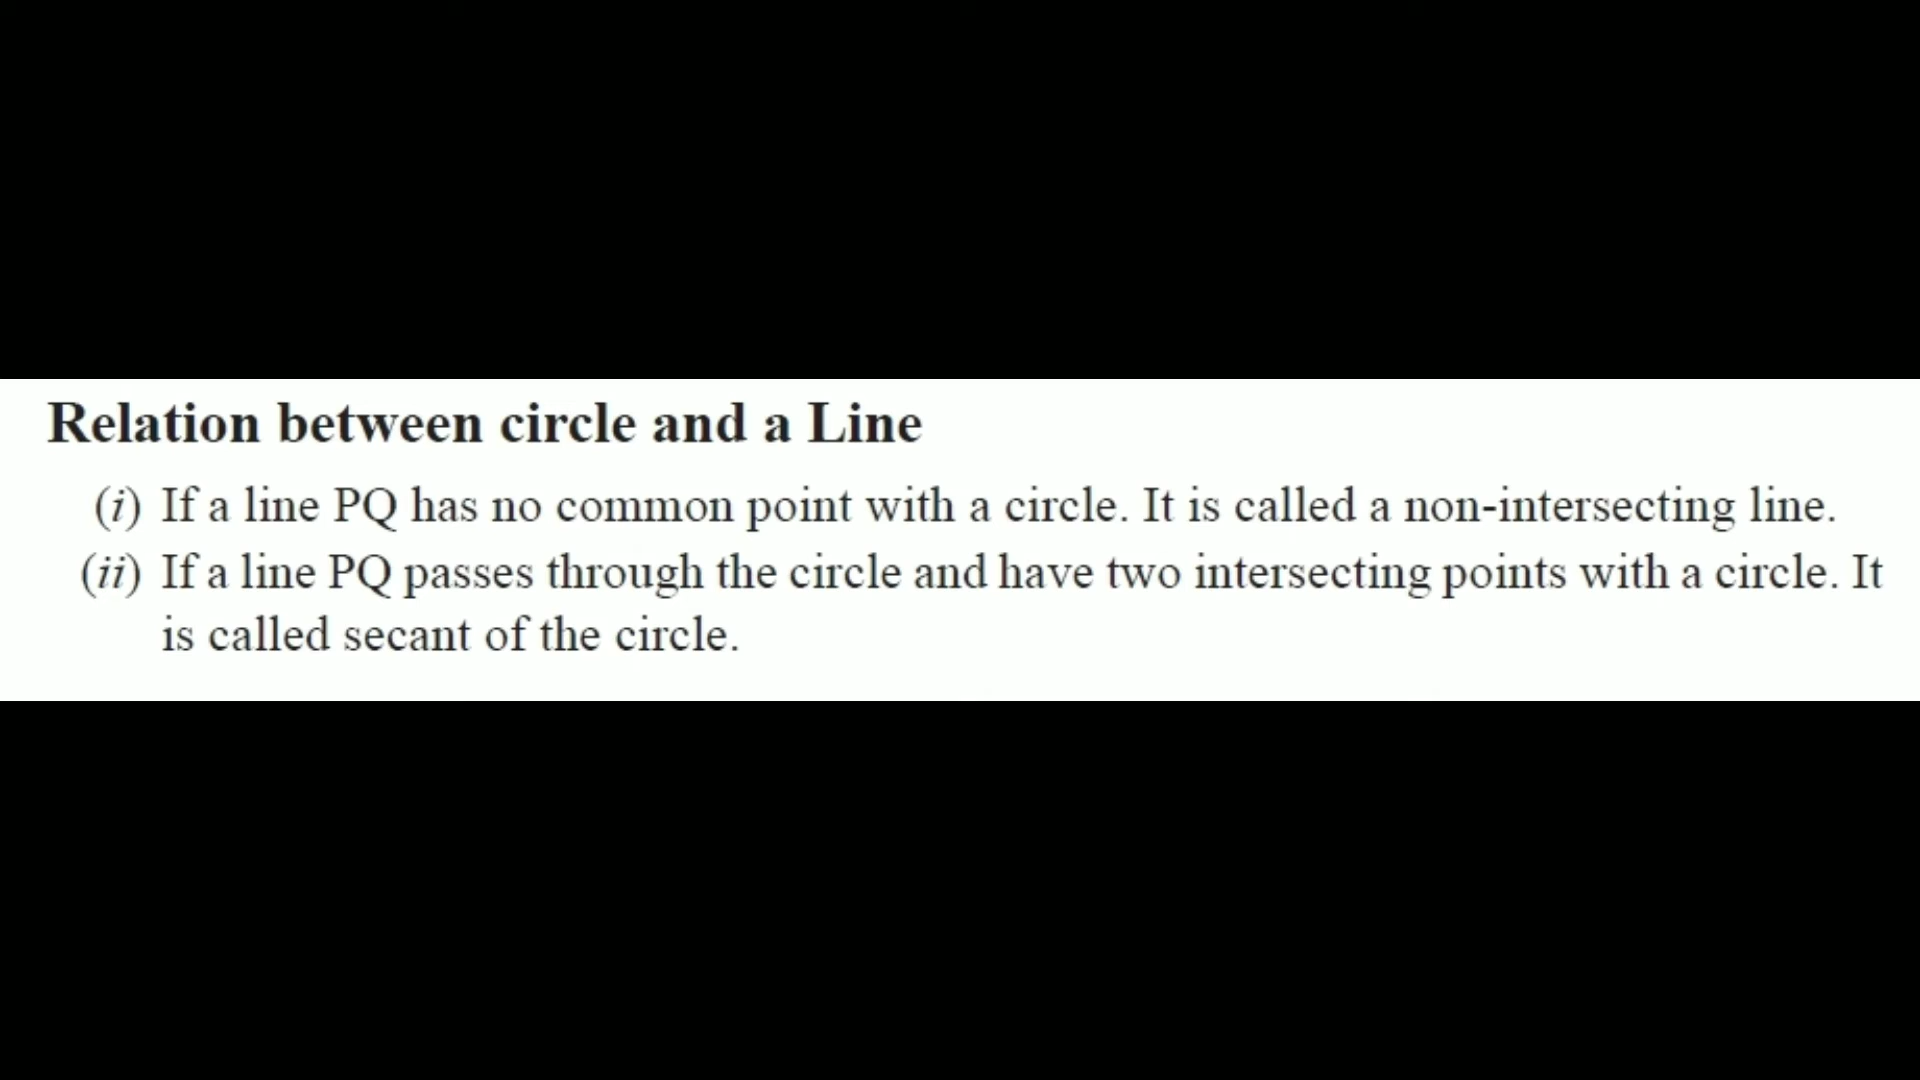 Relation between circle and a Line
(i) If a line PQ has no common point with a circle. It is called a non-intersecting line.
(ii) If a line PQ passes through the circle and have two intersecting points with a circle. It
is called secant of the circle.